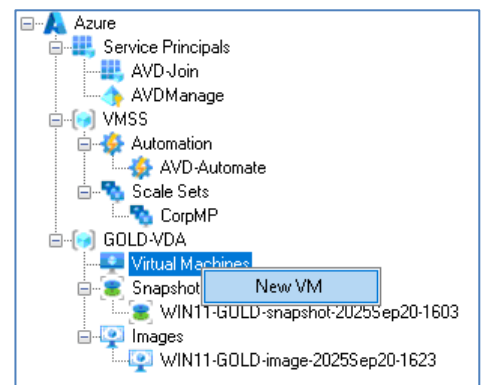 Azure
Service Principals
AVD-Join
AVDManage
VMSS
Automation
AVD-Automate
Scale Sets
CorpMP
GOLD-VDA
Virtual Machines
New VM
Snapshot
WIN11-GOLD-snapshot-2025Sep20-1603
Images
WIN11-GOLD-image-2025Sep20-1623